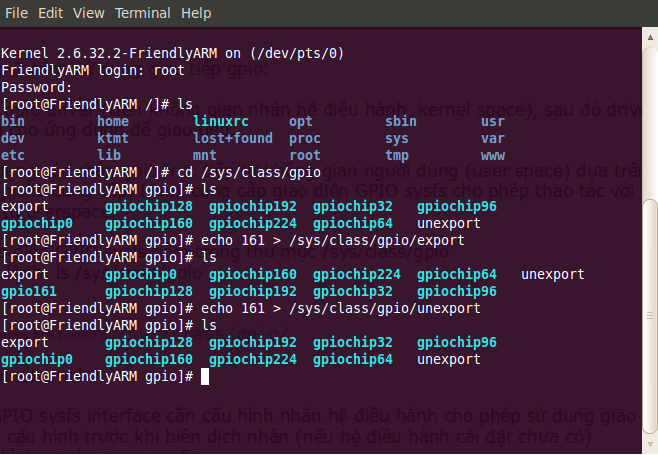 File Edit View Terminal Help
Kernel 2.6.32.2-FriendlyARM on (/dev/pts/0)
FriendlyARM login: root
Password:
[root@FriendlyARM /]# ls
bin home linuxrc opt sbin usr
dev ktmt lost+found proc sys var
etc lib mnt root tmp www
[root@FriendlyARM /]# cd /sys/class/gpio
[root@FriendlyARM gpio]# ls
export gpiochip128 gpiochip192 gpiochip32 gpiochip96
gpiochip0 gpiochip160 gpiochip224 gpiochip64 unexport
[root@FriendlyARM gpio]# echo 161 > /sys/class/gpio/export
[root@FriendlyARM gpio]# ls
export gpiochip0 gpiochip160 gpiochip224 gpiochip64 unexport
gpio161 gpiochip128 gpiochip192 gpiochip32 gpiochip96
[root@FriendlyARM gpio]# echo 161 > /sys/class/gpio/unexport
[root@FriendlyARM gpio]# ls
export gpiochip128 gpiochip192 gpiochip32 gpiochip96
gpiochip0 gpiochip160 gpiochip224 gpiochip64 unexport
[root@FriendlyARM gpio]#
GPIO sysfs interface cần cấu hình nhân hệ điều hành cho phép sử dụng giao
cấu hình trước khi biên dịch nhân (nếu hệ điều hành cài đặt chưa có)